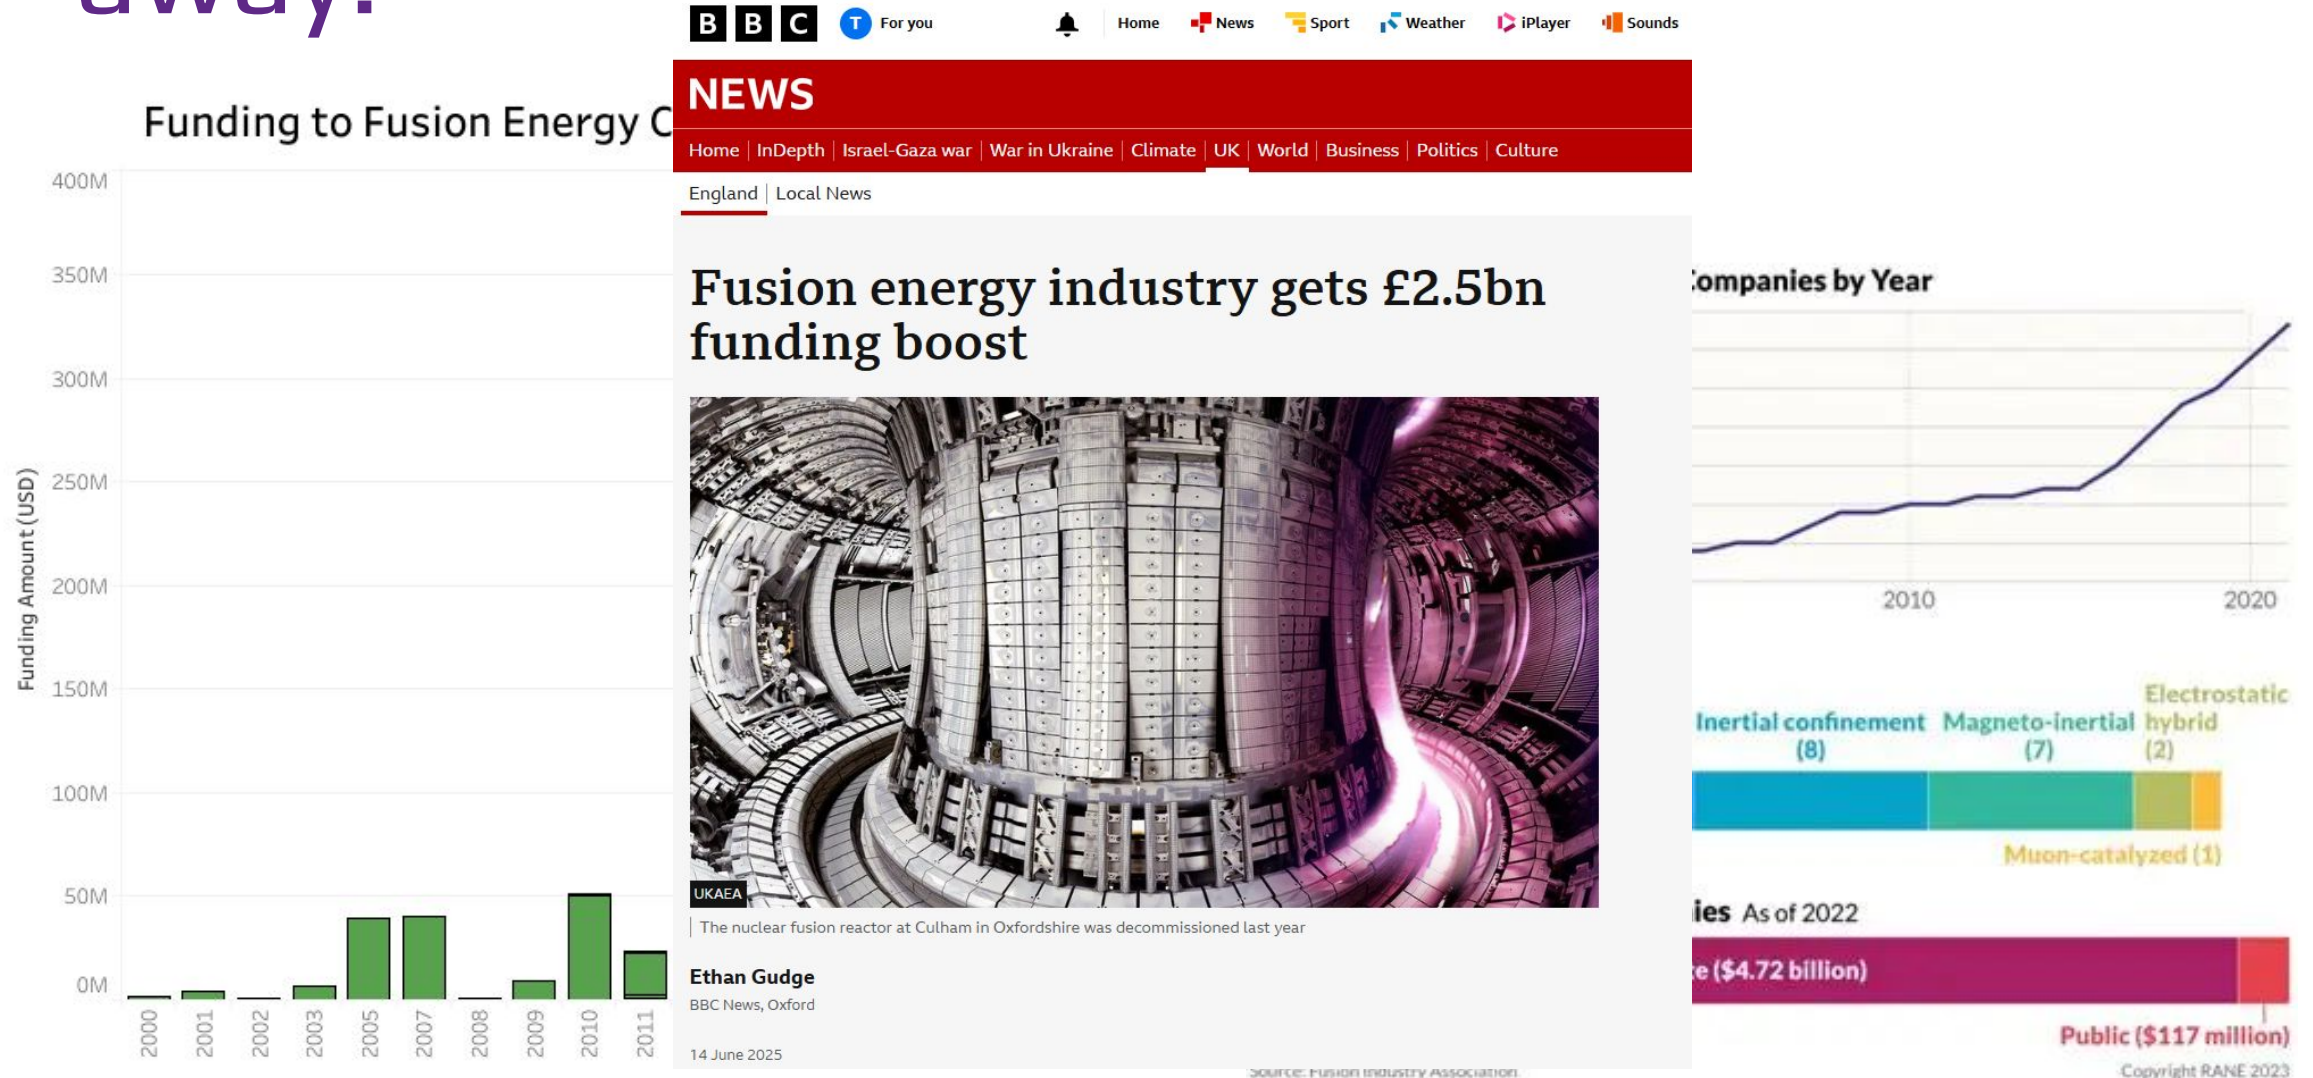 away.
Funding to Fusion Energy C
400M
350M
300M
250M
200M
150M
100M
50M
0M
Funding Amount (USD)
2000
2001
2002
2003
2005
2007
2008
2009
2010
2011
BBC
T
For you
Home
News
Sport
Weather
iPlayer
Sounds
NEWS
Home
InDepth
Israel-Gaza war
War in Ukraine
Climate
UK
World
Business
Politics
Culture
England
Local News
Fusion energy industry gets £2.5bn
funding boost
UKAEA
The nuclear fusion reactor at Culham in Oxfordshire was decommissioned last year
Ethan Gudge
BBC News, Oxford
14 June 2025
Source: Fusion Industry Association
ompanies by Year
2010
2020
Inertial confinement
(8)
Magneto-inertial
(7)
Electrostatic
hybrid
(2)
Muon-catalyzed (1)
ies As of 2022
e ($4.72 billion)
Public ($117 million)
Copyright RANE 2023